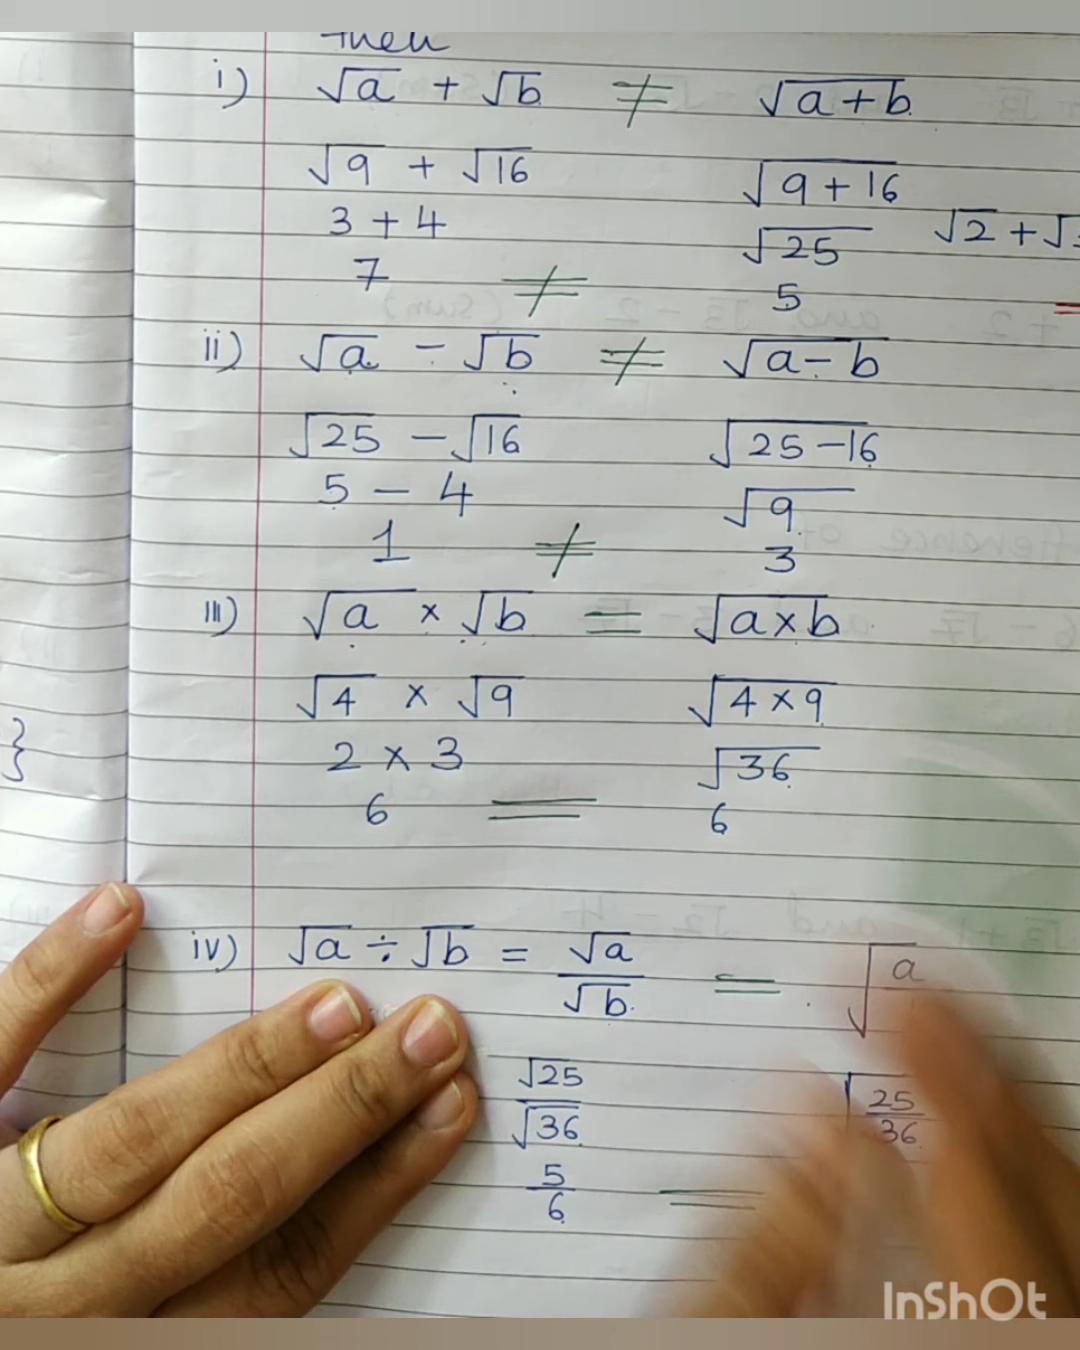 then
i) √a + √b ≠ √a+b
√9 + √16 √9+16
3 + 4 √25 √2 + √
7 ≠ 5
ii) √a − √b ≠ √a−b
√25 − √16 √25−16
5 − 4 √9
1 ≠ 3
iii) √a × √b = √a×b
√4 × √9 √4×9
2 × 3 √36
6 = 6
}
iv) √a ÷ √b = √a/√b = √a
√25/√36 √25/36
5/6 =
InShOt